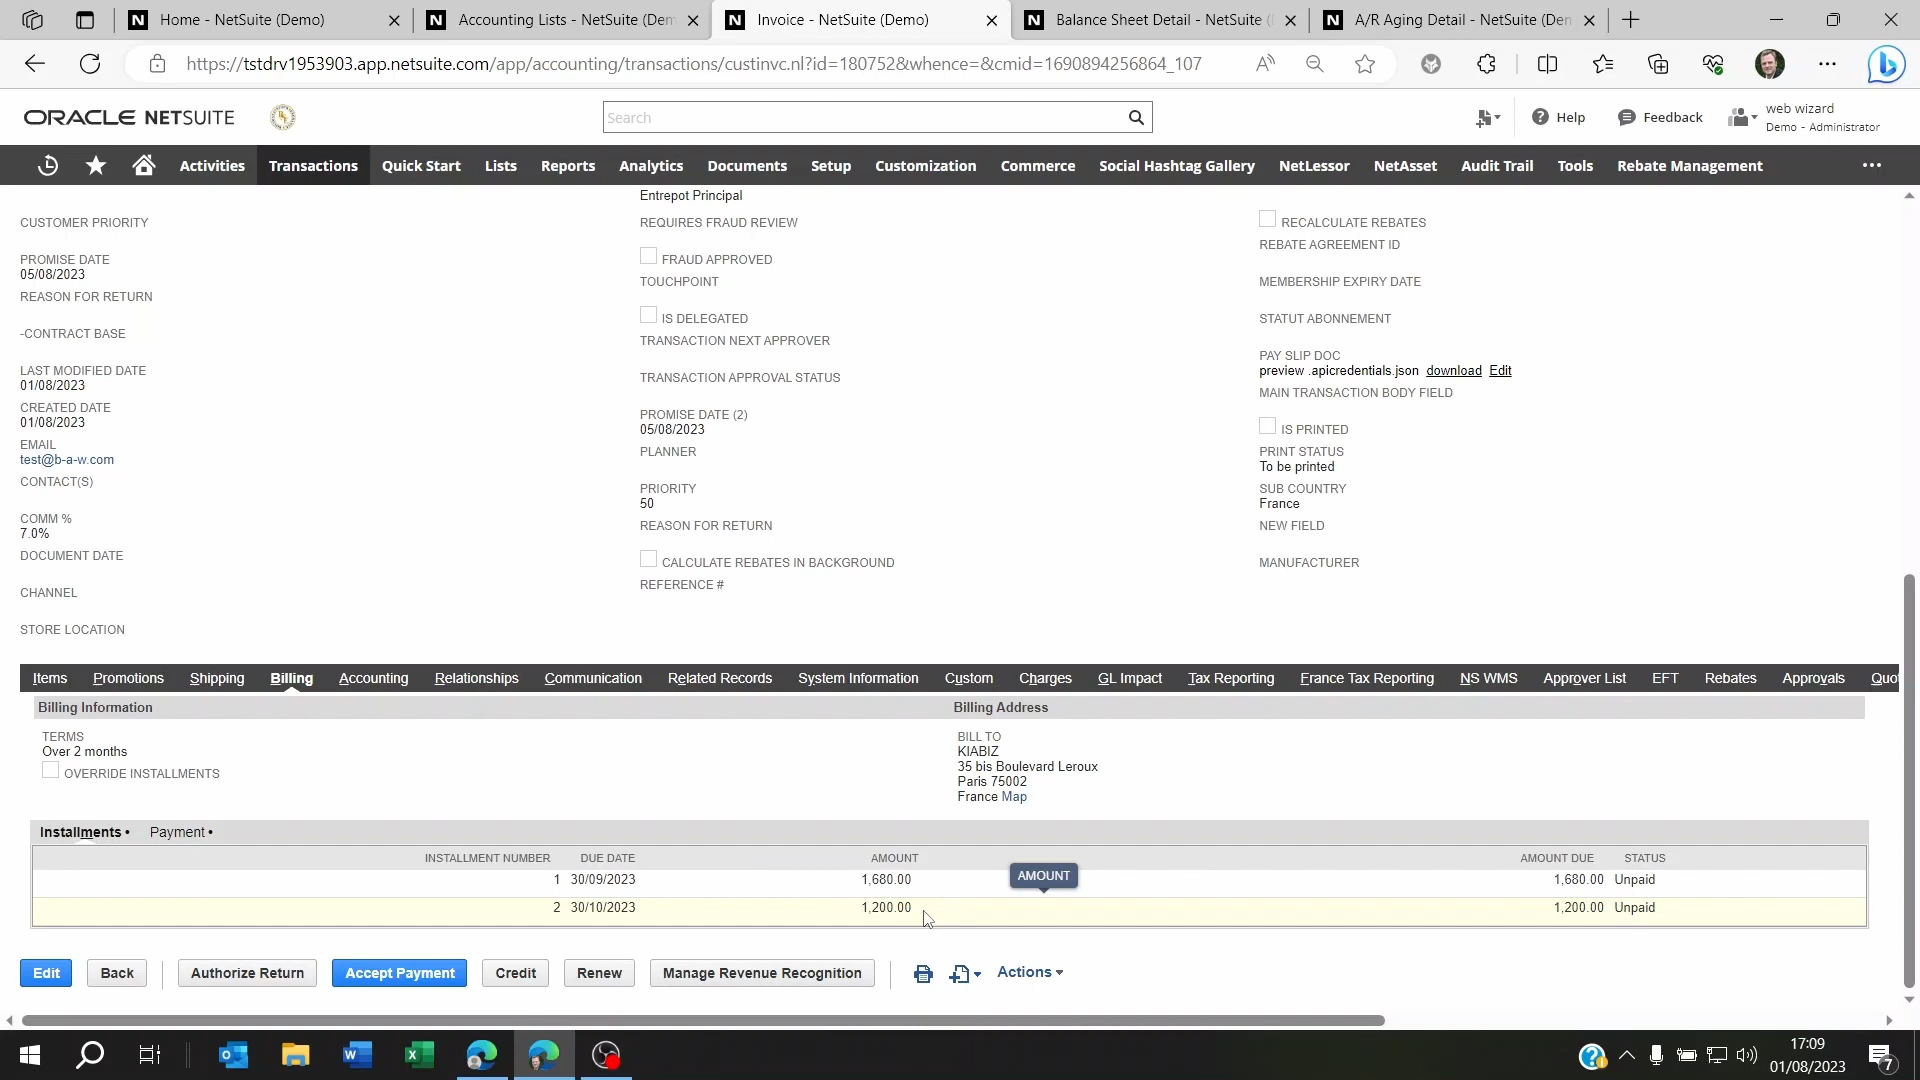 Home - NetSuite (Demo)
Accounting Lists - NetSuite (Dem
Invoice - NetSuite (Demo)
Balance Sheet Detail - NetSuite (
A/R Aging Detail - NetSuite (Den
https://tstdrv1953903.app.netsuite.com/app/accounting/transactions/custinvc.nl?id=180752&whence=&cmid=1690894256864_107
ORACLE NETSUITE
Search
Help
Feedback
web wizard
Demo - Administrator
Activities
Transactions
Quick Start
Lists
Reports
Analytics
Documents
Setup
Customization
Commerce
Social Hashtag Gallery
NetLessor
NetAsset
Audit Trail
Tools
Rebate Management
CUSTOMER PRIORITY
PROMISE DATE
05/08/2023
REASON FOR RETURN
-CONTRACT BASE
LAST MODIFIED DATE
01/08/2023
CREATED DATE
01/08/2023
EMAIL
test@b-a-w.com
CONTACT(S)
COMM %
7.0%
DOCUMENT DATE
CHANNEL
STORE LOCATION
Entrepot Principal
REQUIRES FRAUD REVIEW
FRAUD APPROVED
TOUCHPOINT
IS DELEGATED
TRANSACTION NEXT APPROVER
TRANSACTION APPROVAL STATUS
PROMISE DATE (2)
05/08/2023
PLANNER
PRIORITY
50
REASON FOR RETURN
CALCULATE REBATES IN BACKGROUND
REFERENCE #
RECALCULATE REBATES
REBATE AGREEMENT ID
MEMBERSHIP EXPIRY DATE
STATUT ABONNEMENT
PAY SLIP DOC
preview .apicredentials.json download Edit
MAIN TRANSACTION BODY FIELD
IS PRINTED
PRINT STATUS
To be printed
SUB COUNTRY
France
NEW FIELD
MANUFACTURER
Items
Promotions
Shipping
Billing
Accounting
Relationships
Communication
Related Records
System Information
Custom
Charges
GL Impact
Tax Reporting
France Tax Reporting
NS WMS
Approver List
EFT
Rebates
Approvals
Quo
Billing Information
TERMS
Over 2 months
OVERRIDE INSTALLMENTS
Billing Address
BILL TO
KIABIZ
35 bis Boulevard Leroux
Paris 75002
France Map
Installments •
Payment •
INSTALLMENT NUMBER DUE DATE AMOUNT AMOUNT DUE STATUS
1 30/09/2023 1,680.00 1,680.00 Unpaid
AMOUNT
2 30/10/2023 1,200.00 1,200.00 Unpaid
Edit
Back
Authorize Return
Accept Payment
Credit
Renew
Manage Revenue Recognition
Actions
17:09
01/08/2023
7